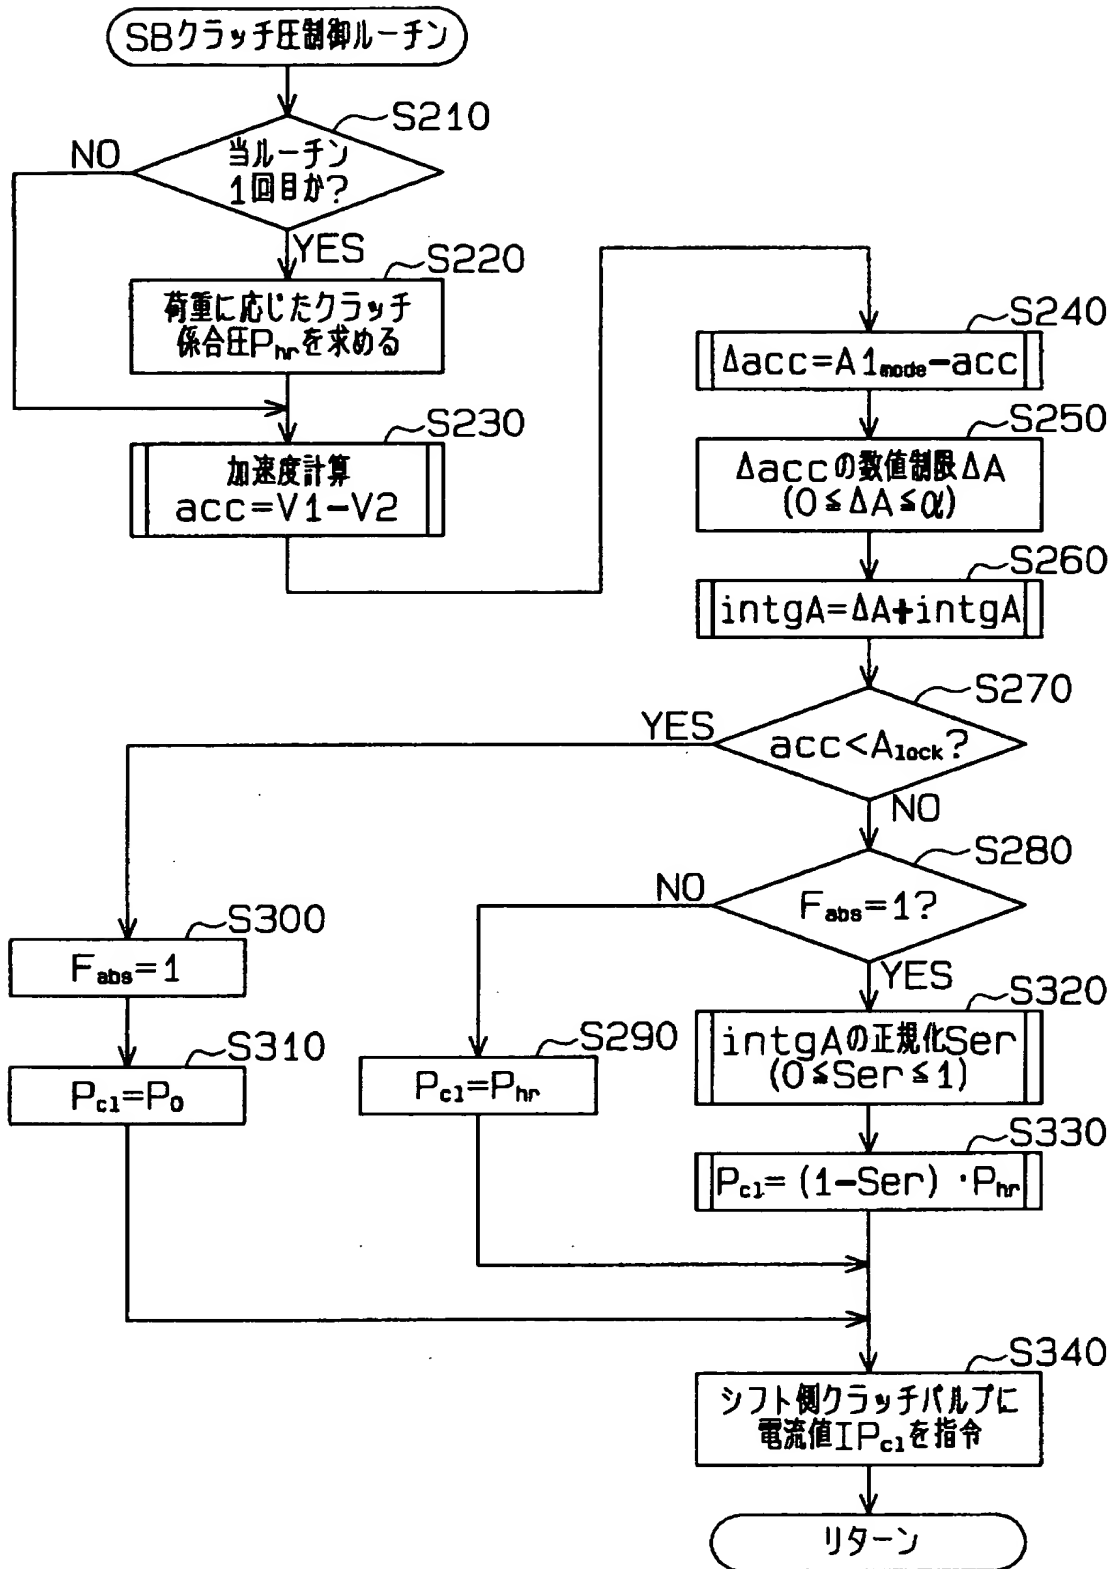 SBクラッチ圧制御ルーチン
S210
NO
当ルーチン
1回目か?
YES
S220
荷重に応じたクラッチ
係合圧Phrを求める
S230
加速度計算
acc=V1−V2
S240
Δacc=A1mode−acc
S250
Δaccの数値制限ΔA
(0≦ΔA≦α)
S260
intgA=ΔA+intgA
S270
YES
acc<Alock?
NO
S280
NO
Fabs=1?
YES
S300
Fabs=1
S310
Pcl=P0
S290
Pcl=Phr
S320
intgAの正規化Ser
(0≦Ser≦1)
S330
Pcl=(1−Ser)・Phr
S340
シフト側クラッチバルブに
電流値IPclを指令
リターン